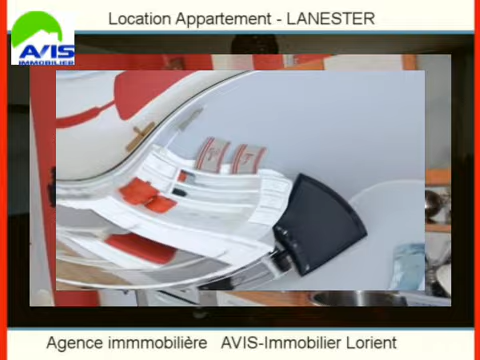 Location Appartement - LANESTER
AVIS
IMMOBILIER
Agence immmobilière AVIS-Immobilier Lorient